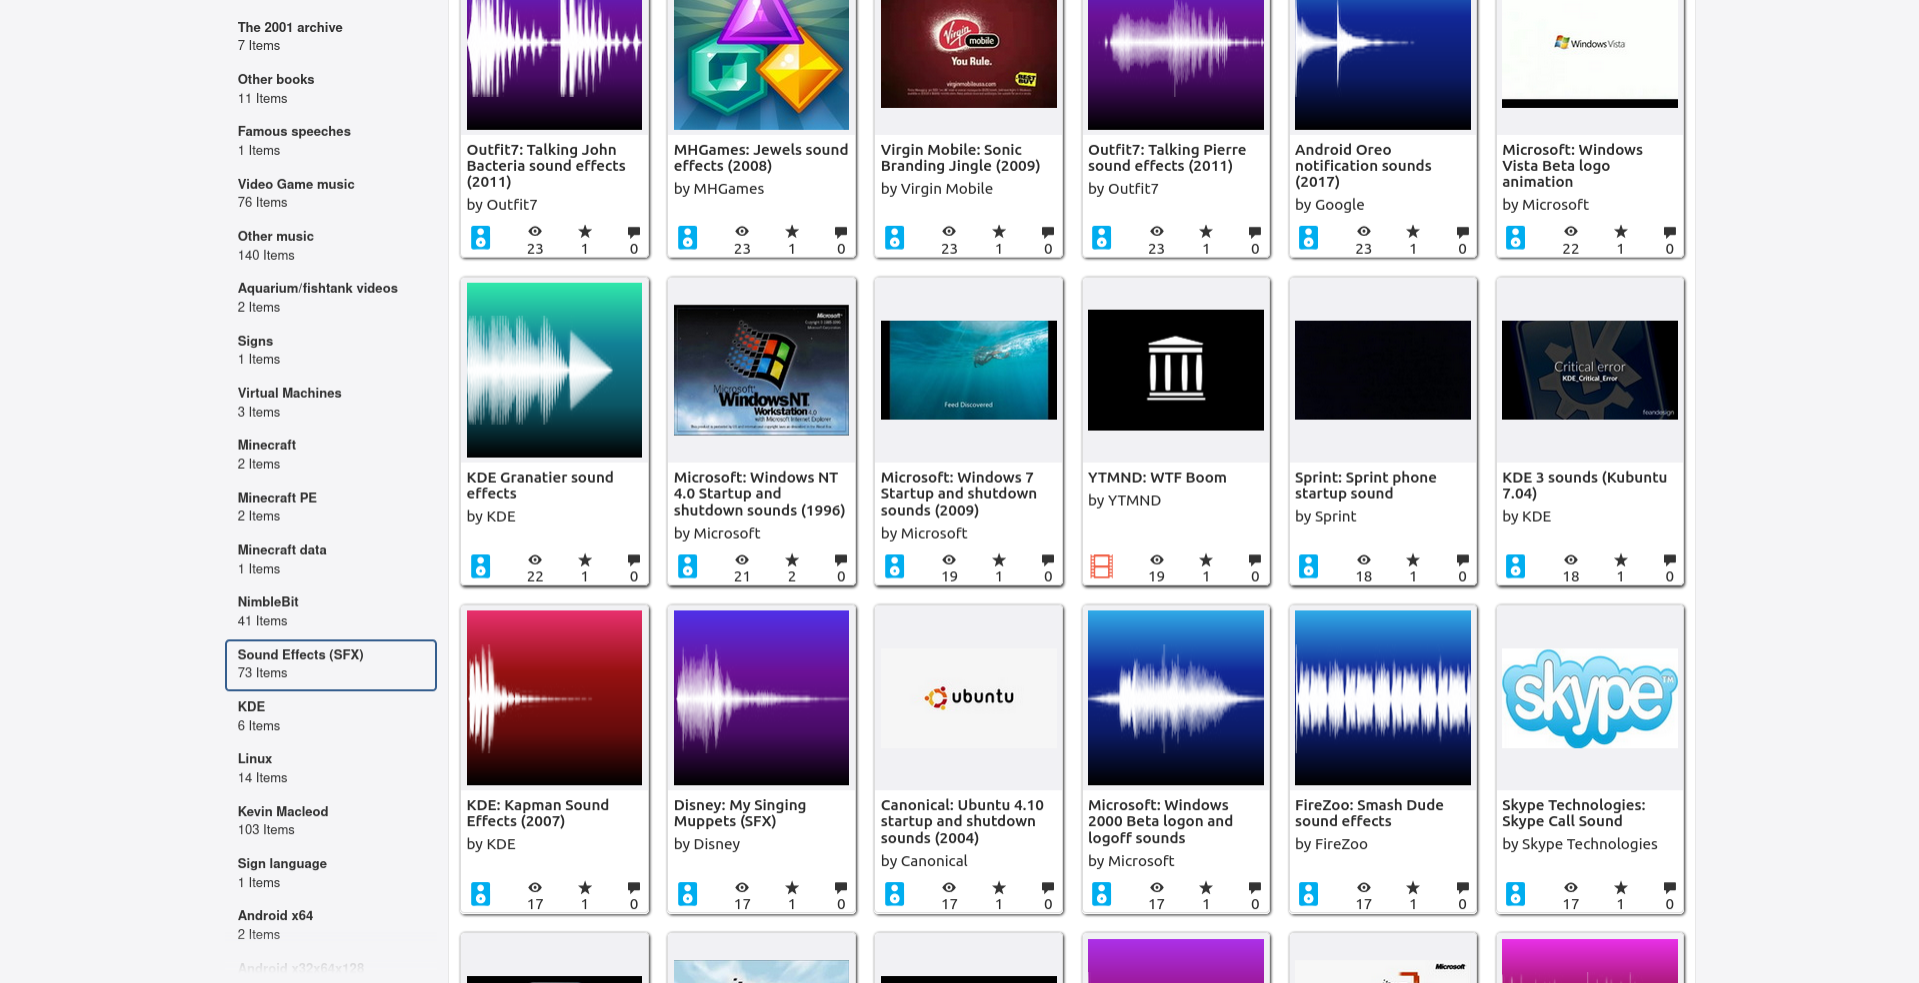 The 2001 archive
7 Items
Other books
11 Items
Famous speeches
1 Items
Video Game music
76 Items
Other music
140 Items
Aquarium/fishtank videos
2 Items
Signs
1 Items
Virtual Machines
3 Items
Minecraft
2 Items
Minecraft PE
2 Items
Minecraft data
1 Items
NimbleBit
41 Items
Sound Effects (SFX)
73 Items
KDE
6 Items
Linux
14 Items
Kevin Macleod
103 Items
Sign language
1 Items
Android x64
2 Items
Android x32x64x128
Outfit7: Talking John
Bacteria sound effects
(2011)
by Outfit7
23 1 0
MHGames: Jewels sound
effects (2008)
by MHGames
23 1 0
Virgin
mobile
You Rule.
virginmobileusa.com
BEST
BUY
Virgin Mobile: Sonic
Branding Jingle (2009)
by Virgin Mobile
23 1 0
Outfit7: Talking Pierre
sound effects (2011)
by Outfit7
23 1 0
Android Oreo
notification sounds
(2017)
by Google
23 1 0
Windows Vista
Microsoft: Windows
Vista Beta logo
animation
by Microsoft
22 1 0
KDE Granatier sound
effects
by KDE
22 1 0
Microsoft
Microsoft
WindowsNT
Workstation 4.0
with Microsoft Internet Explorer
Microsoft: Windows NT
4.0 Startup and
shutdown sounds (1996)
by Microsoft
21 2 0
Feed Discovered
Microsoft: Windows 7
Startup and shutdown
sounds (2009)
by Microsoft
19 1 0
YTMND: WTF Boom
by YTMND
19 1 0
Sprint: Sprint phone
startup sound
by Sprint
18 1 0
Critical error
KDE_Critical_Error
KDE 3 sounds (Kubuntu
7.04)
by KDE
18 1 0
KDE: Kapman Sound
Effects (2007)
by KDE
17 1 0
Disney: My Singing
Muppets (SFX)
by Disney
17 1 0
ubuntu
Canonical: Ubuntu 4.10
startup and shutdown
sounds (2004)
by Canonical
17 1 0
Microsoft: Windows
2000 Beta logon and
logoff sounds
by Microsoft
17 1 0
FireZoo: Smash Dude
sound effects
by FireZoo
17 1 0
skype
TM
Skype Technologies:
Skype Call Sound
by Skype Technologies
17 1 0
Microsoft